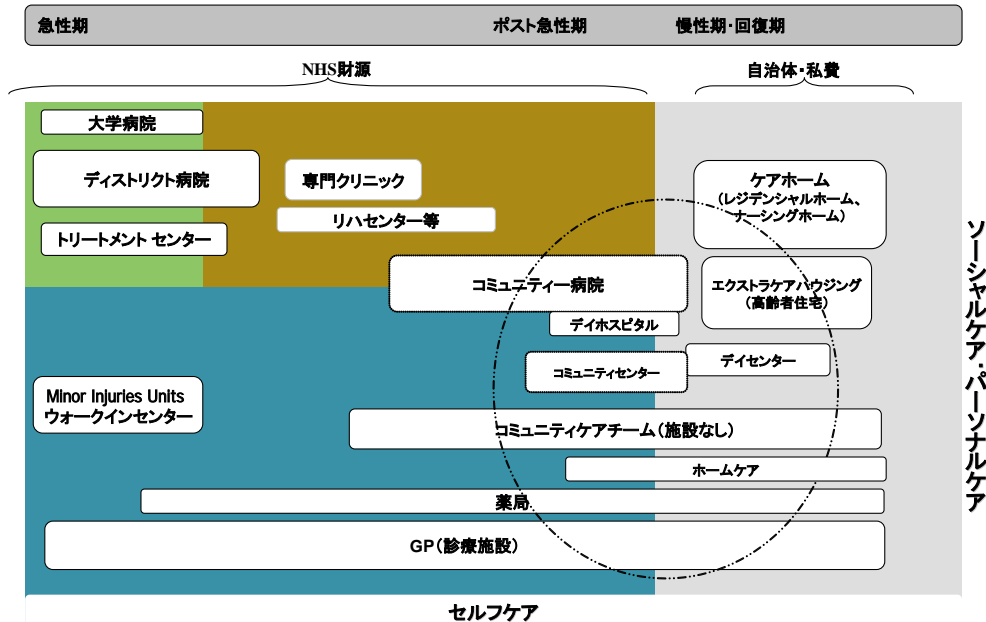 急性期
ポスト急性期
慢性期・回復期
NHS財源
自治体・私費
大学病院
ディストリクト病院
専門クリニック
ケアホーム
(レジデンシャルホーム、
ナーシングホーム)
リハセンター等
トリートメント センター
コミュニティー病院
エクストラケアハウジング
(高齢者住宅)
デイホスピタル
コミュニティセンター
デイセンター
Minor Injuries Units
ウォークインセンター
コミュニティケアチーム(施設なし)
ホームケア
薬局
GP(診療施設)
セルフケア
ソーシャルケア・パーソナルケア